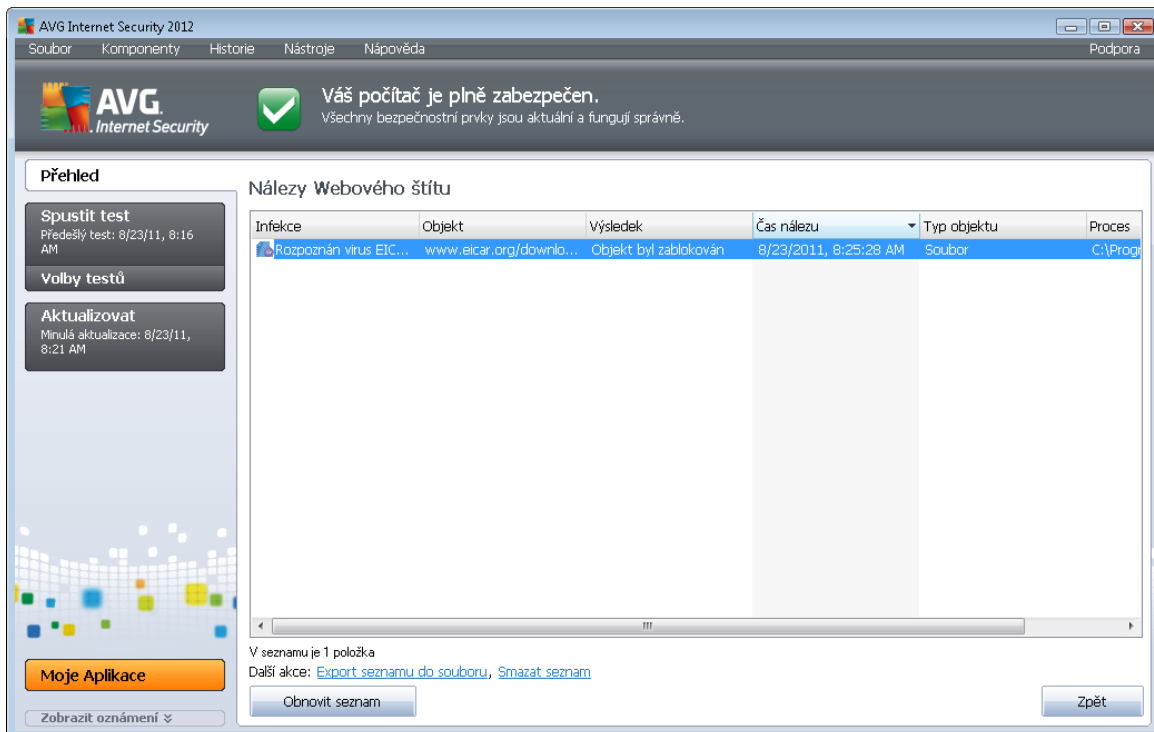 AVG Internet Security 2012
Soubor Komponenty Historie Nástroje Nápověda Podpora
AVG.
Internet Security
Váš počítač je plně zabezpečen.
Všechny bezpečnostní prvky jsou aktuální a fungují správně.
Přehled
Spustit test
Předešlý test: 8/23/11, 8:16
AM
Volby testů
Aktualizovat
Minulá aktualizace: 8/23/11,
8:21 AM
Moje Aplikace
Zobrazit oznámení
Nálezy Webového štítu
Infekce Objekt Výsledek Čas nálezu Typ objektu Proces
Rozpoznán virus EIC... www.eicar.org/downlo... Objekt byl zablokován 8/23/2011, 8:25:28 AM Soubor C:\Progr
V seznamu je 1 položka
Další akce: Export seznamu do souboru, Smazat seznam
Obnovit seznam Zpět